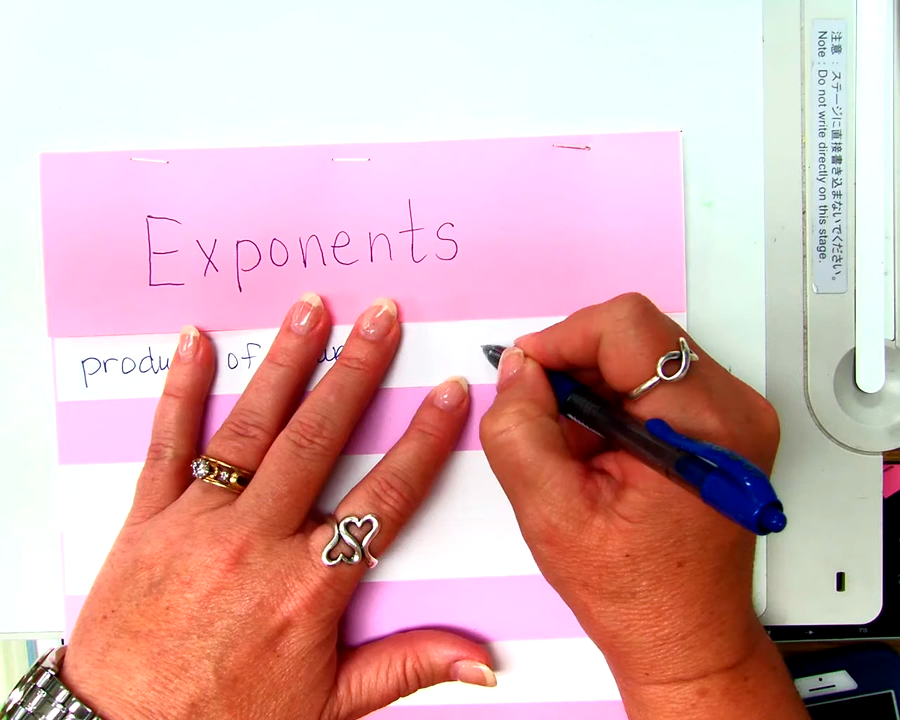 Exponents
of
注意：ステージに直接書き込まないでください。
Note : Do not write directly on this stage.